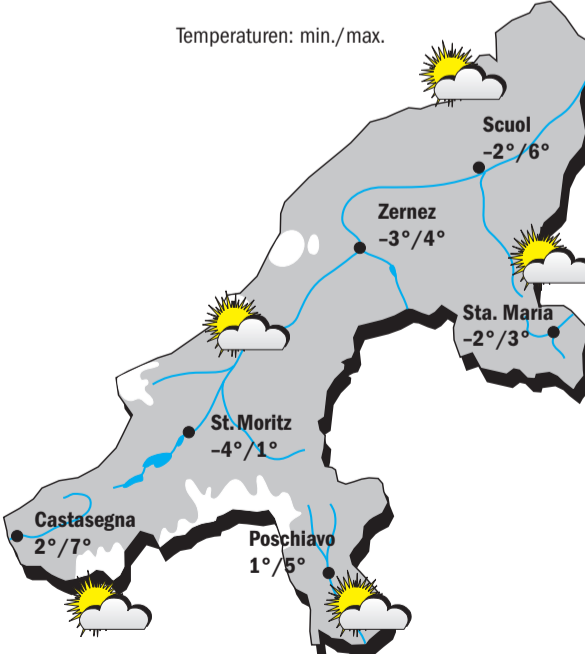 Temperaturen: min./max.
Scuol
–2°/6°
Zernez
–3°/4°
Sta. Maria
–2°/3°
St. Moritz
–4°/1°
Castasegna
2°/7°
Poschiavo
1°/5°